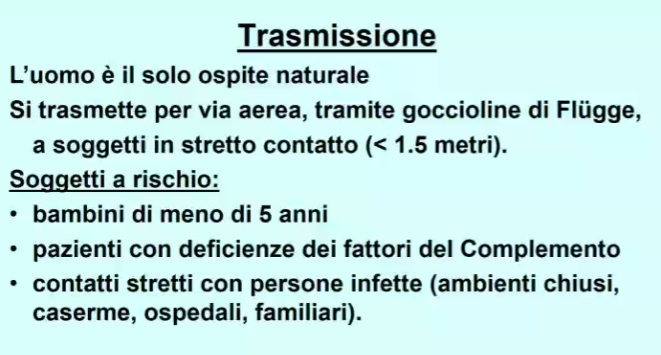 Trasmissione
L'uomo è il solo ospite naturale
Si trasmette per via aerea, tramite goccioline di Flügge,
a soggetti in stretto contatto (< 1.5 metri).
Soggetti a rischio:
• bambini di meno di 5 anni
• pazienti con deficienze dei fattori del Complemento
• contatti stretti con persone infette (ambienti chiusi,
caserme, ospedali, familiari).